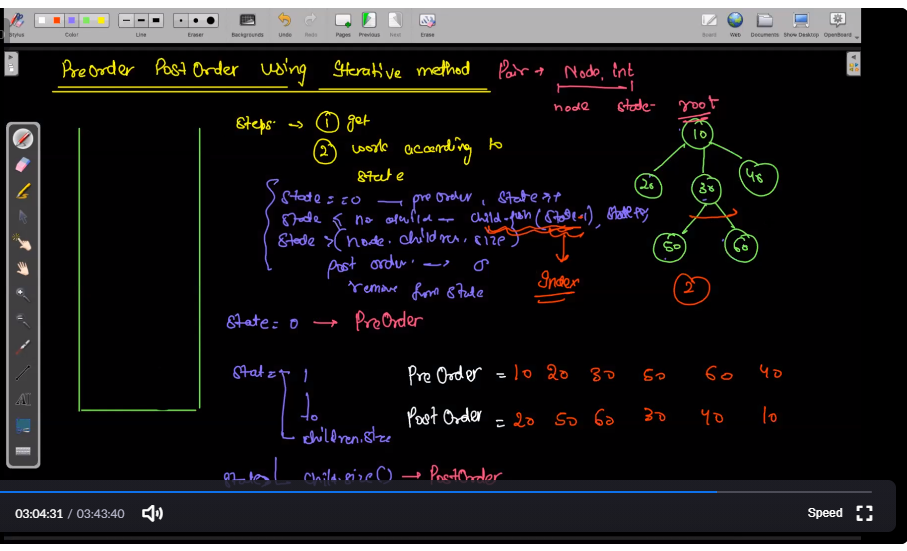 Stylus Color Line Eraser Backgrounds Undo Redo Pages Previous Next Erase Board Web Documents Show Desktop OpenBoard
PreOrder PostOrder using Iterative method Pair → Node, int
node state
root
Steps → ① get
② work according to
state
state == 0 — preorder, state++
state ≤ no of child — child push (state-1), state++
state > (node.children.size)
post order →
remove from state
Index
state = 0 → PreOrder
10
20 30 40
50 60
2
state = 1
to
children.size
PreOrder = 10 20 30 50 60 40
PostOrder = 20 50 60 30 40 10
state > child.size() → PostOrder
03:04:31 / 03:43:40 Speed